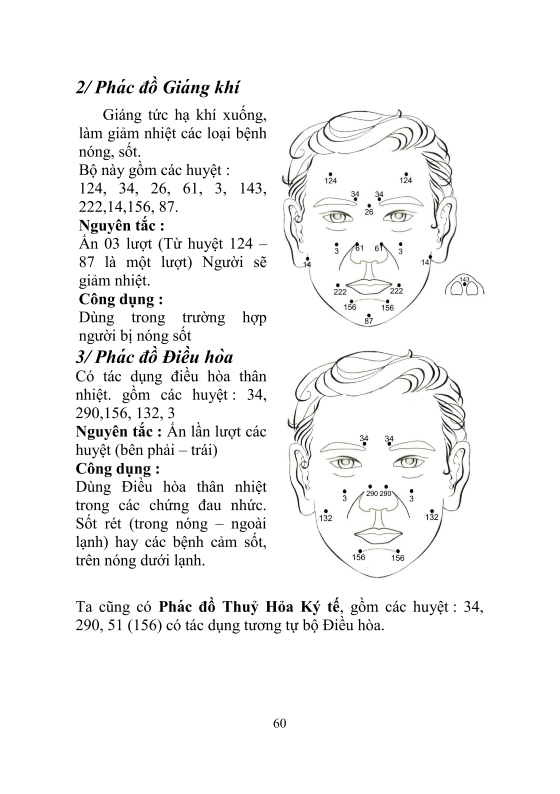 2/ Phác đồ Giáng khí
Giáng tức hạ khí xuống,
làm giảm nhiệt các loại bệnh
nóng, sốt.
Bộ này gồm các huyệt :
124, 34, 26, 61, 3, 143,
222,14,156, 87.
Nguyên tắc :
Ấn 03 lượt (Từ huyệt 124 –
87 là một lượt) Người sẽ
giảm nhiệt.
Công dụng :
Dùng trong trường hợp
người bị nóng sốt
124 124
34 34
26
3 61 61 3
14 14
143
222 222
156 156
87
3/ Phác đồ Điều hòa
Có tác dụng điều hòa thân
nhiệt. gồm các huyệt : 34,
290,156, 132, 3
Nguyên tắc : Ấn lần lượt các
huyệt (bên phải – trái)
Công dụng :
Dùng Điều hòa thân nhiệt
trong các chứng đau nhức.
Sốt rét (trong nóng – ngoài
lạnh) hay các bệnh cảm sốt,
trên nóng dưới lạnh.
34 34
3 290 290 3
132 132
156 156
Ta cũng có Phác đồ Thuỷ Hỏa Ký tế, gồm các huyệt : 34,
290, 51 (156) có tác dụng tương tự bộ Điều hòa.
60